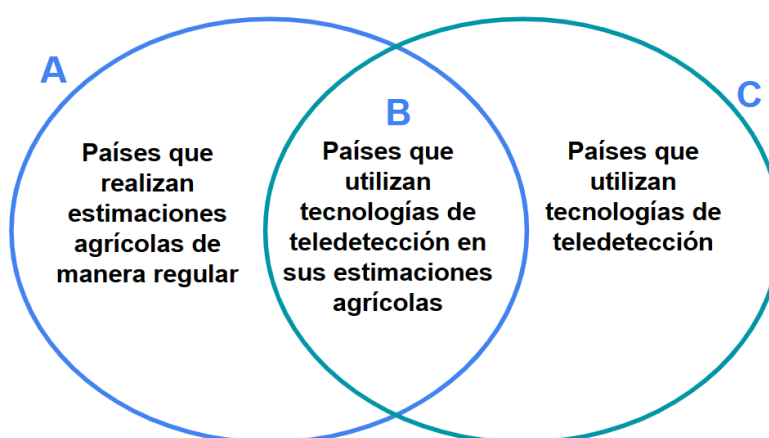 A
Países que
realizan
estimaciones
agrícolas de
manera regular
B
Países que
utilizan
tecnologías de
teledetección en
sus estimaciones
agrícolas
C
Países que
utilizan
tecnologías de
teledetección